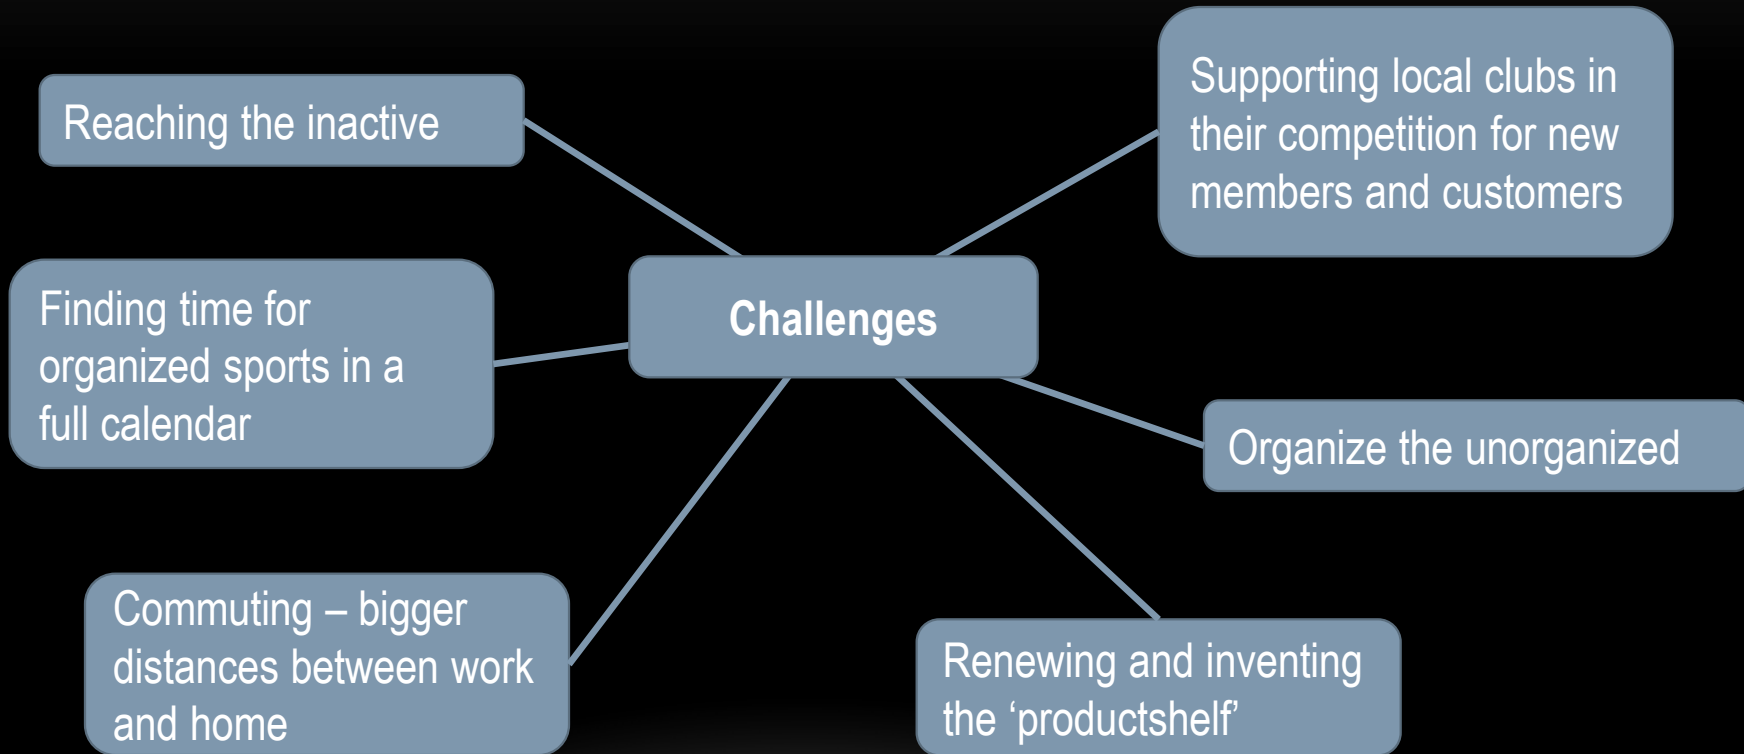 Reaching the inactive
Supporting local clubs in
their competition for new
members and customers
Finding time for
organized sports in a
full calendar
Challenges
Organize the unorganized
Commuting – bigger
distances between work
and home
Renewing and inventing
the ‘productshelf’